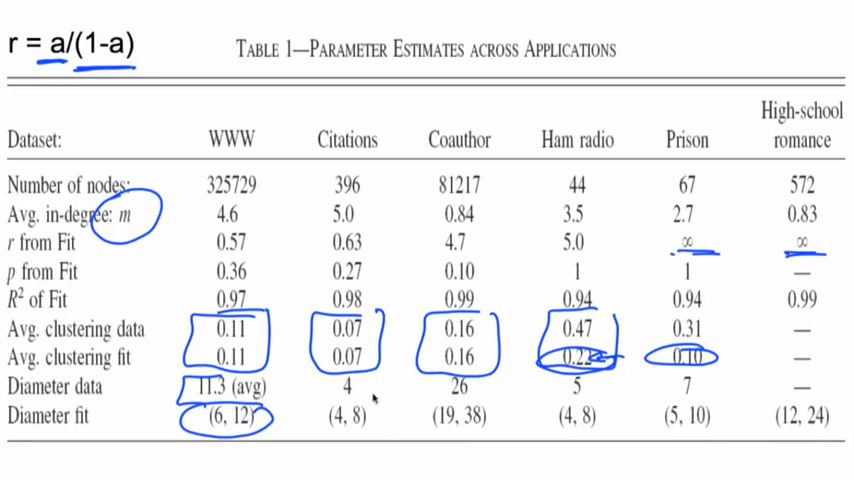 r = a/(1-a)
TABLE 1—PARAMETER ESTIMATES ACROSS APPLICATIONS
Dataset: WWW Citations Coauthor Ham radio Prison High-school romance
Number of nodes: 325729 396 81217 44 67 572
Avg. in-degree: m 4.6 5.0 0.84 3.5 2.7 0.83
r from Fit 0.57 0.63 4.7 5.0 ∞ ∞
p from Fit 0.36 0.27 0.10 1 1 —
R² of Fit 0.97 0.98 0.99 0.94 0.94 0.99
Avg. clustering data 0.11 0.07 0.16 0.47 0.31 —
Avg. clustering fit 0.11 0.07 0.16 0.22 0.10 —
Diameter data 11.3 (avg) 4 26 5 7 —
Diameter fit (6, 12) (4, 8) (19, 38) (4, 8) (5, 10) (12, 24)